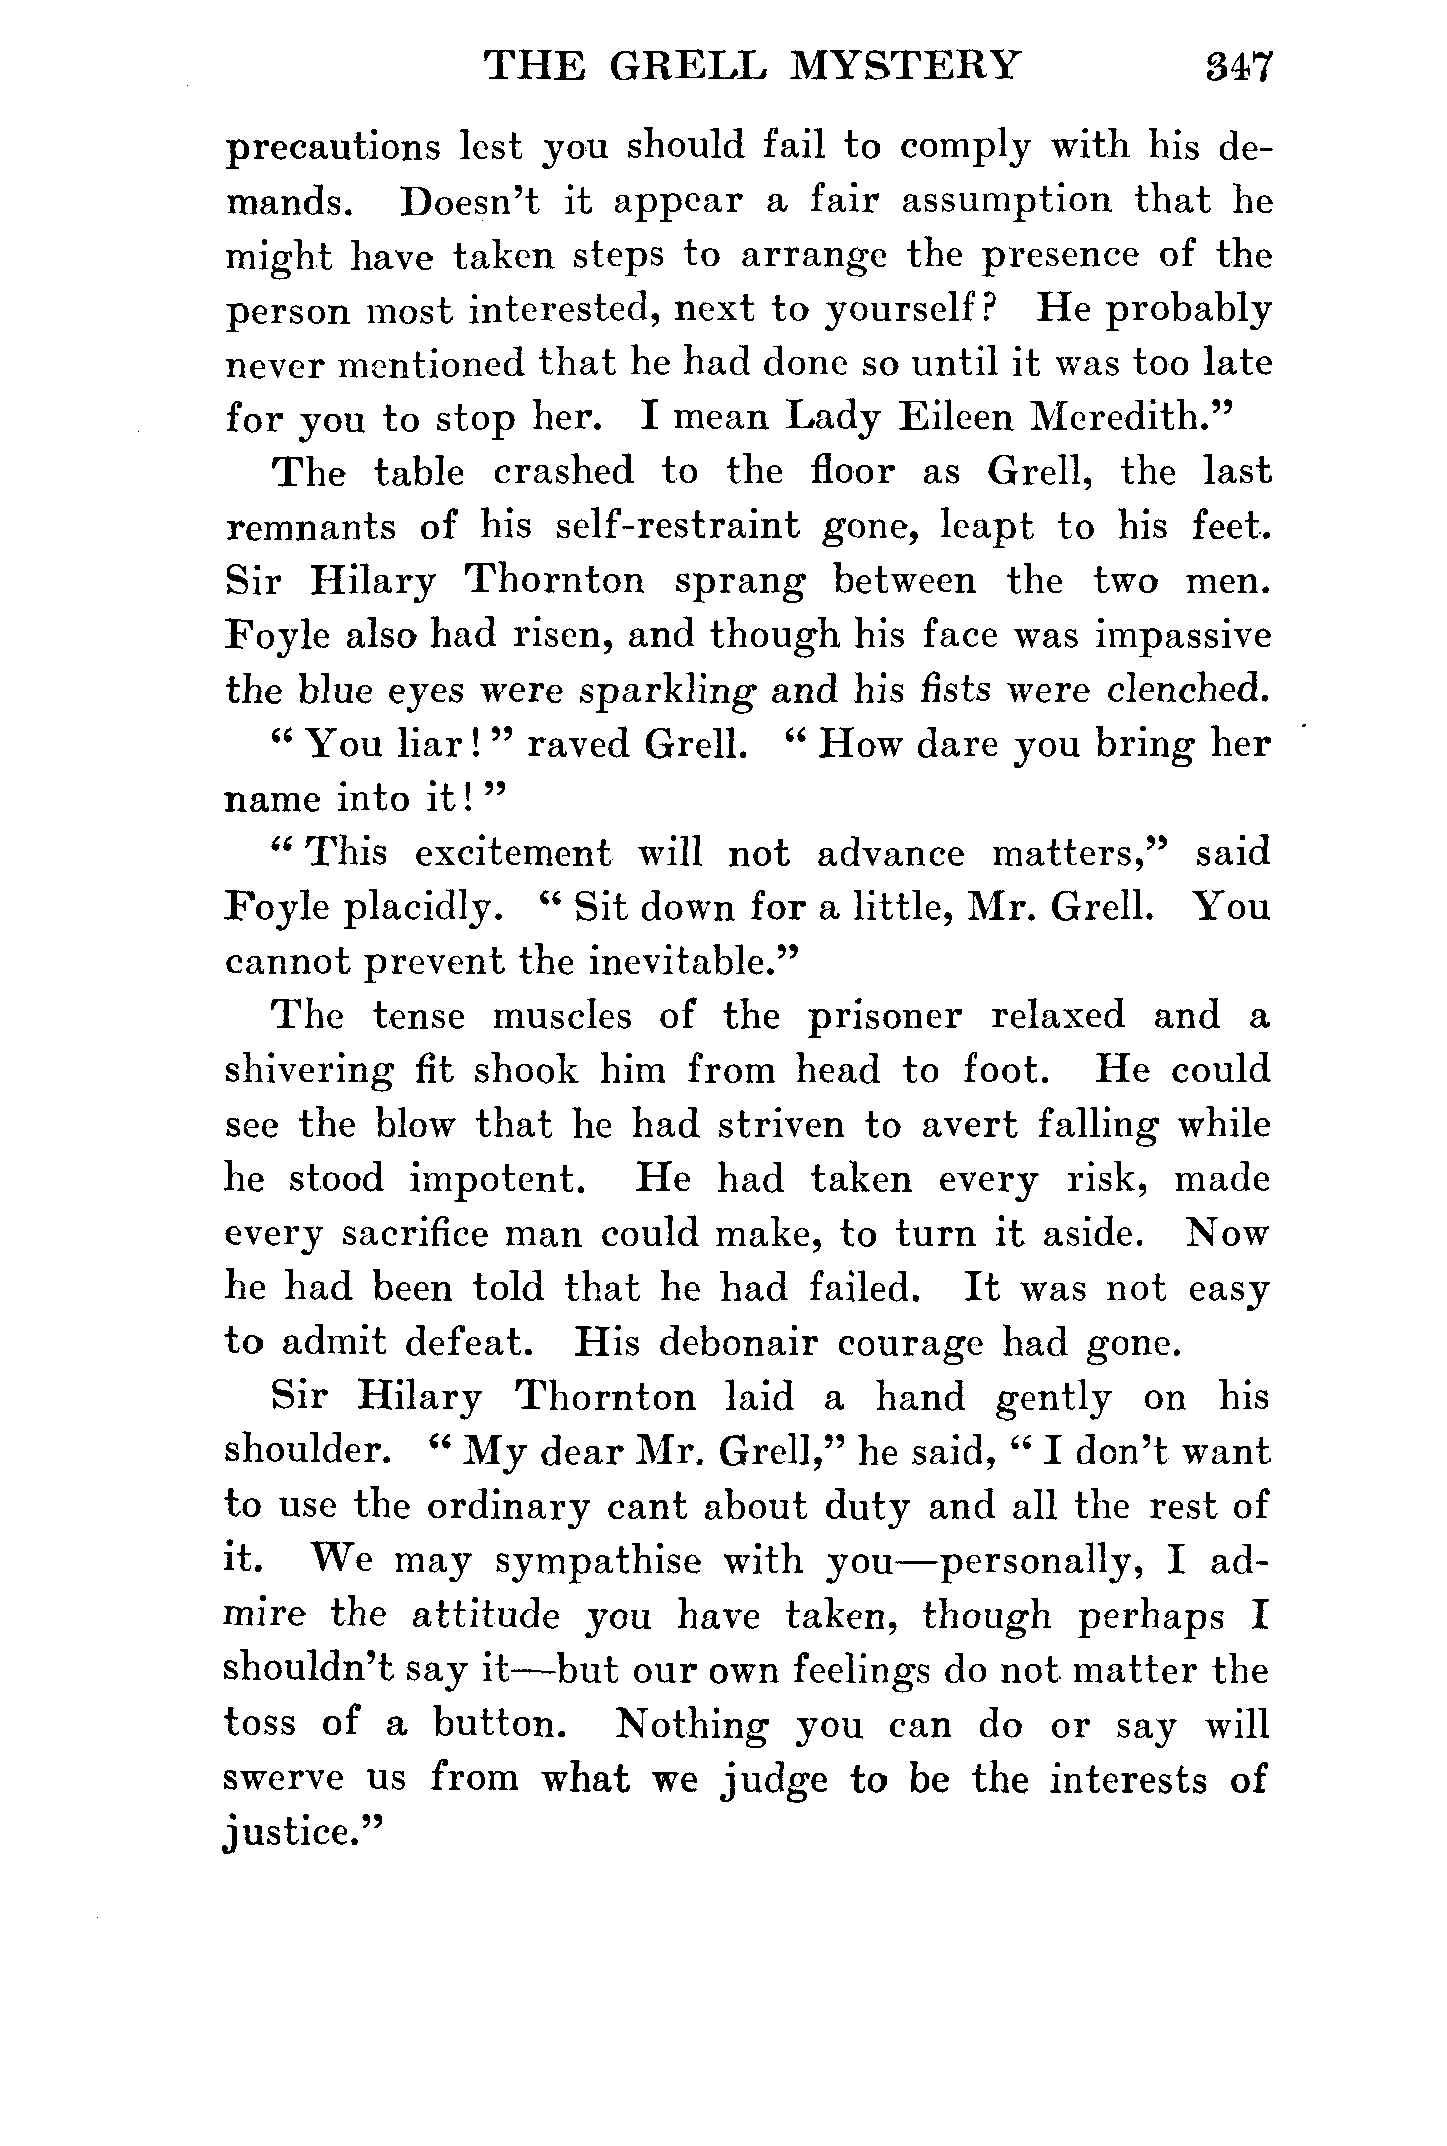 THE GRELL MYSTERY 347
precautions lest you should fail to comply with his de-
mands. Doesn't it appear a fair assumption that he
might have taken steps to arrange the presence of the
person most interested, next to yourself? He probably
never mentioned that he had done so until it was too late
for you to stop her. I mean Lady Eileen Meredith."
The table crashed to the floor as Grell, the last
remnants of his self-restraint gone, leapt to his feet.
Sir Hilary Thornton sprang between the two men.
Foyle also had risen, and though his face was impassive
the blue eyes were sparkling and his fists were clenched.
" You liar! " raved Grell. " How dare you bring her
name into it! "
" This excitement will not advance matters," said
Foyle placidly. " Sit down for a little, Mr. Grell. You
cannot prevent the inevitable."
The tense muscles of the prisoner relaxed and a
shivering fit shook him from head to foot. He could
see the blow that he had striven to avert falling while
he stood impotent. He had taken every risk, made
every sacrifice man could make, to turn it aside. Now
he had been told that he had failed. It was not easy
to admit defeat. His debonair courage had gone.
Sir Hilary Thornton laid a hand gently on his
shoulder. " My dear Mr. Grell," he said, " I don't want
to use the ordinary cant about duty and all the rest of
it. We may sympathise with you—personally, I ad-
mire the attitude you have taken, though perhaps I
shouldn't say it—but our own feelings do not matter the
toss of a button. Nothing you can do or say will
swerve us from what we judge to be the interests of
justice."